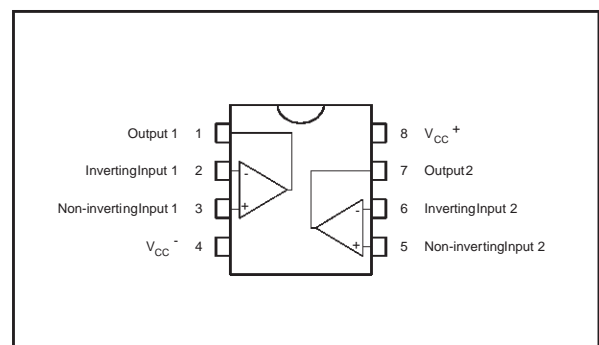 Output 1 1 8 VCC+
InvertingInput 1 2 - 7 Output2
Non-invertingInput 1 3 + - 6 InvertingInput 2
VCC- 4 + 5 Non-invertingInput 2